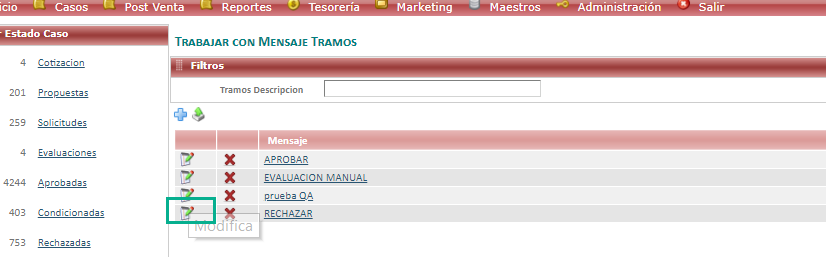 icio Casos Post Venta Reportes Tesorería Marketing Maestros Administración Salir
r Estado Caso
4 Cotizacion
201 Propuestas
259 Solicitudes
4 Evaluaciones
4244 Aprobadas
403 Condicionadas
753 Rechazadas
TRABAJAR CON MENSAJE TRAMOS
Filtros
Tramos Descripcion
Mensaje
APROBAR
EVALUACION MANUAL
prueba QA
RECHAZAR
Modifica